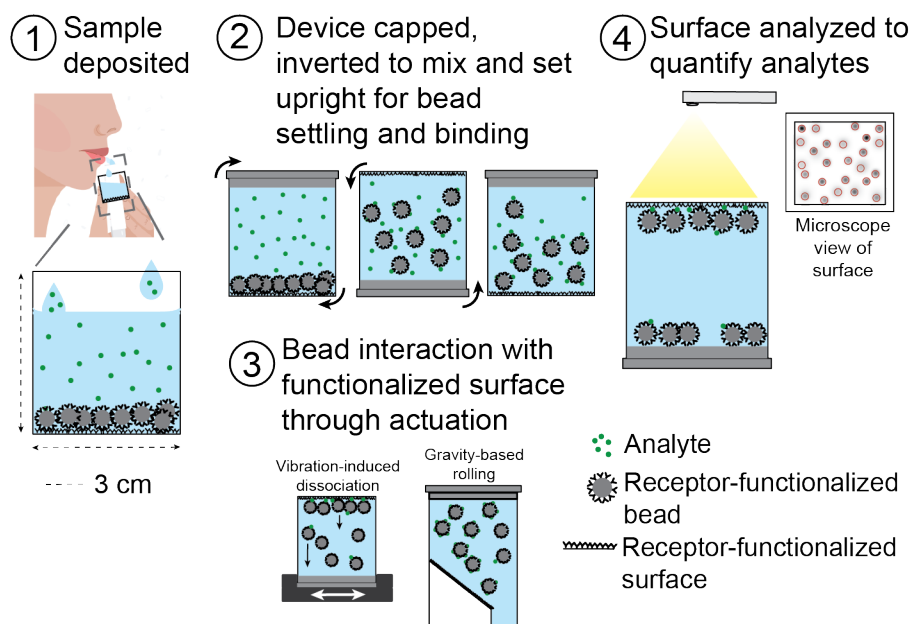 1 Sample
deposited
2 Device capped,
inverted to mix and set
upright for bead
settling and binding
4 Surface analyzed to
quantify analytes
Microscope
view of
surface
3 cm
3 Bead interaction with
functionalized surface
through actuation
Vibration-induced
dissociation
Gravity-based
rolling
Analyte
Receptor-functionalized
bead
Receptor-functionalized
surface